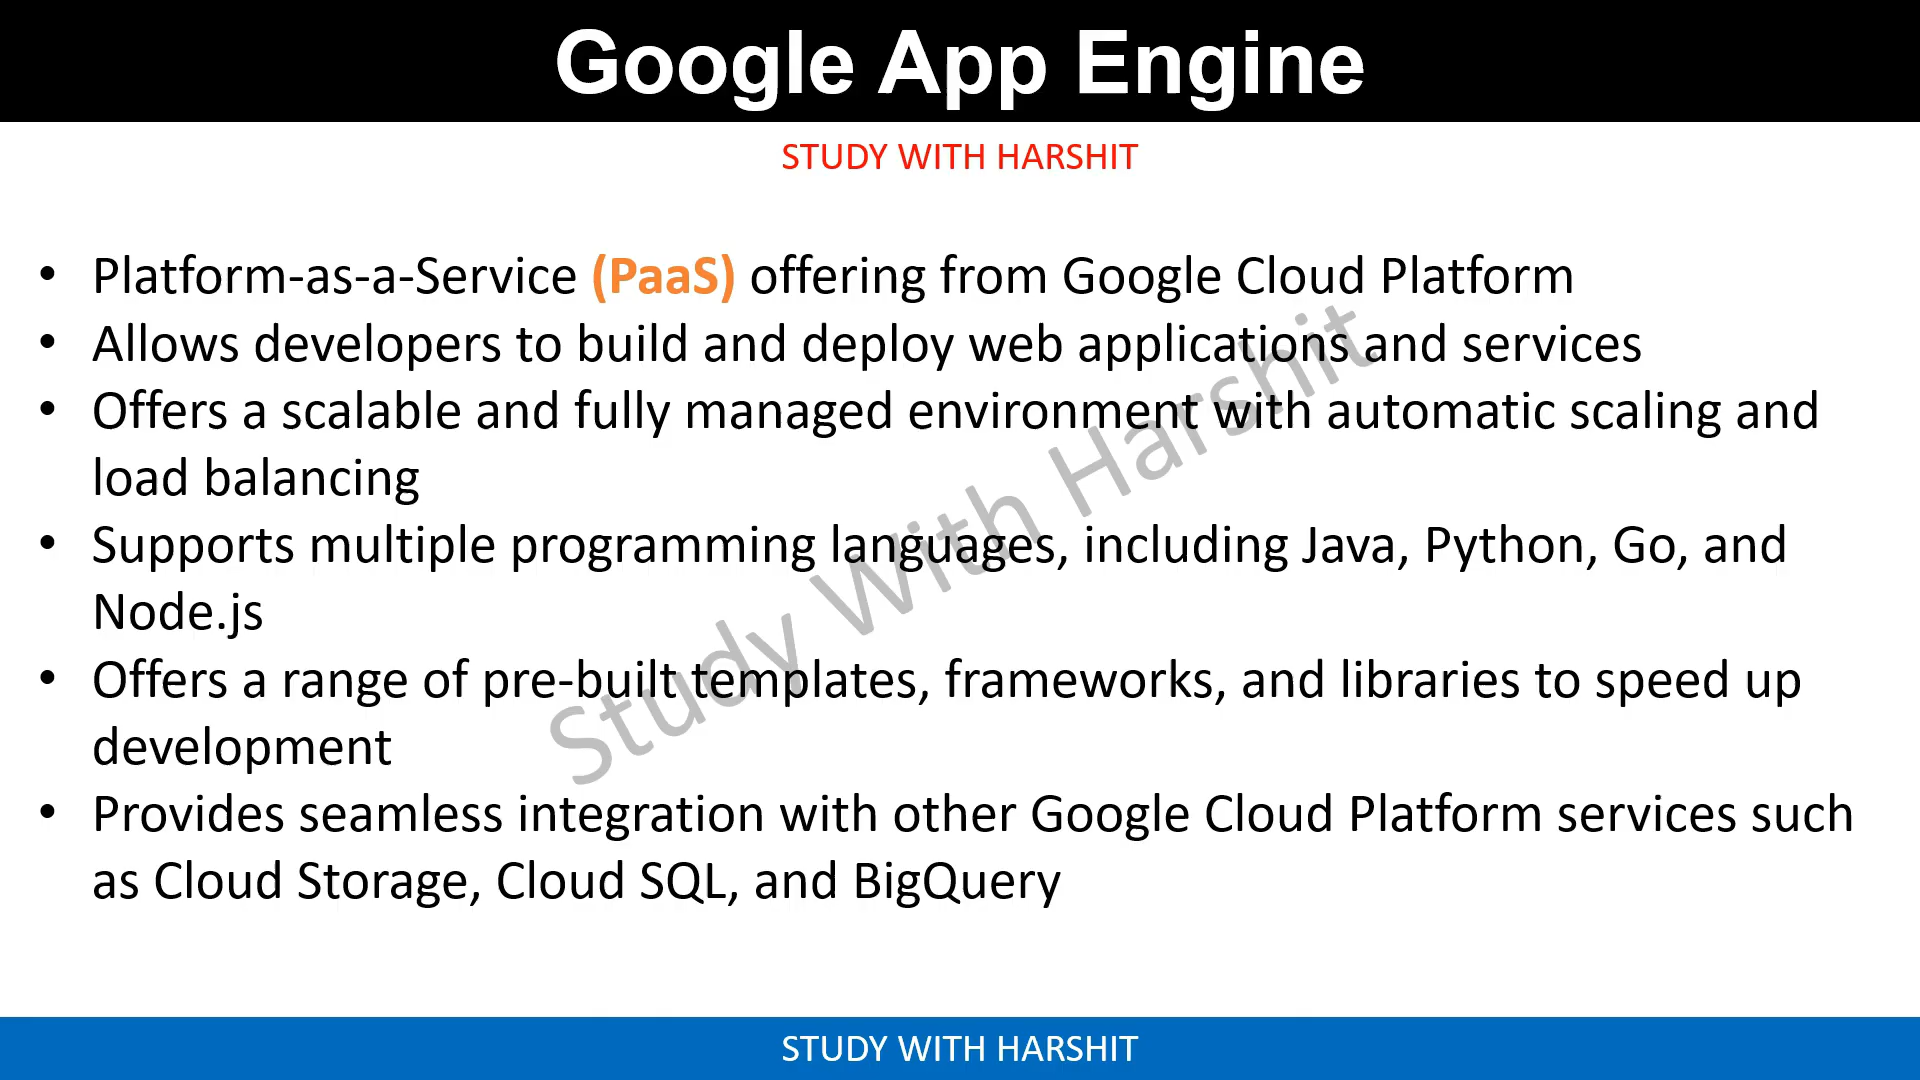 Google App Engine
STUDY WITH HARSHIT
• Platform-as-a-Service (PaaS) offering from Google Cloud Platform
• Allows developers to build and deploy web applications and services
• Offers a scalable and fully managed environment with automatic scaling and
load balancing
• Supports multiple programming languages, including Java, Python, Go, and
Node.js
• Offers a range of pre-built templates, frameworks, and libraries to speed up
development
• Provides seamless integration with other Google Cloud Platform services such
as Cloud Storage, Cloud SQL, and BigQuery
Study With Harshit
STUDY WITH HARSHIT